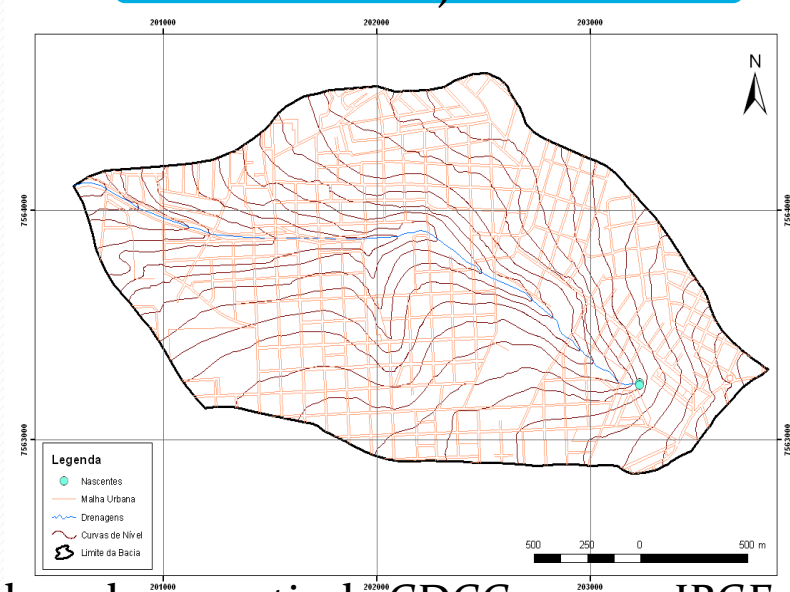 201000 202000 203000
N
7564000 7564000
7563000 7563000
Legenda
Nascentes
Malha Urbana
Drenagens
Curvas de Nível
Limite da Bacia
500 250 0 500 m
201000 202000 203000